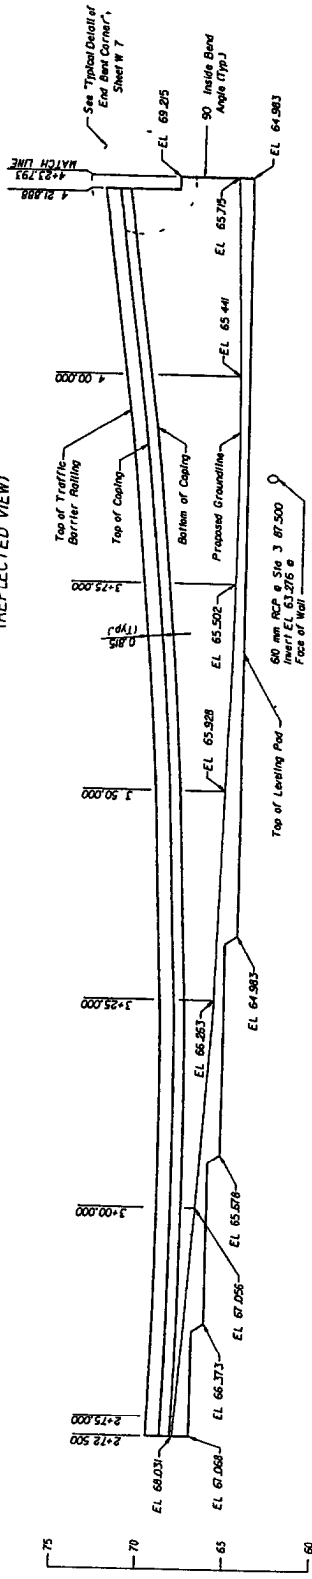 (REFLECTED VIEW)
See "Typical Detail of
End Bent Corner",
Sheet W 7
MATCH LINE
4+23.793
4 21.888
EL 69.215
90 Inside Bend
Angle (Typ.)
EL 64.983
EL 65.715
4 00.000
EL 65.441
Top of Traffic
Barrier Railing
Top of Coping
Bottom of Coping
Proposed Groundline
3+75.000
0.815
(Typ.)
EL 65.502
610 mm RCP @ Sta 3 87.500
Invert EL 63.276 @
Face of Wall
Top of Leveling Pad
3 50.000
EL 65.928
3+25.000
EL 66.263
EL 64.983
3+00.000
EL 67.056
EL 65.678
EL 66.373
2+75.000
2+72.500
EL 68.031
EL 67.068
75
70
65
60